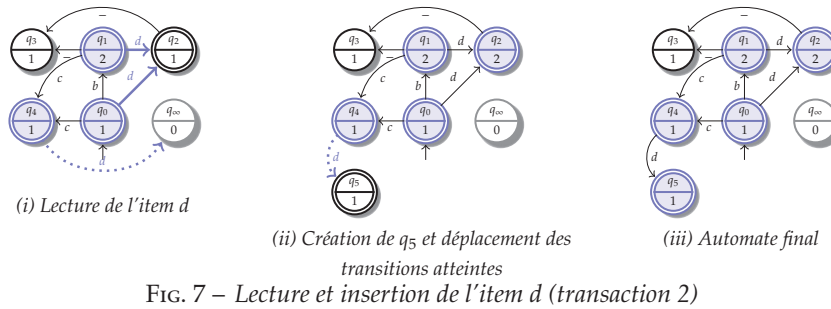 –
q3 1
q1 2
d
q2 1
–
c
d
b
q4 1
c
q0 1
q∞ 0
d
(i) Lecture de l'item d
–
q3 1
q1 2
d
q2 2
–
c
d
b
q4 1
c
q0 1
q∞ 0
d
q5 1
(ii) Création de q5 et déplacement des
transitions atteintes
–
q3 1
q1 2
d
q2 2
–
c
d
b
q4 1
c
q0 1
q∞ 0
d
q5 1
(iii) Automate final
Fig. 7 – Lecture et insertion de l'item d (transaction 2)